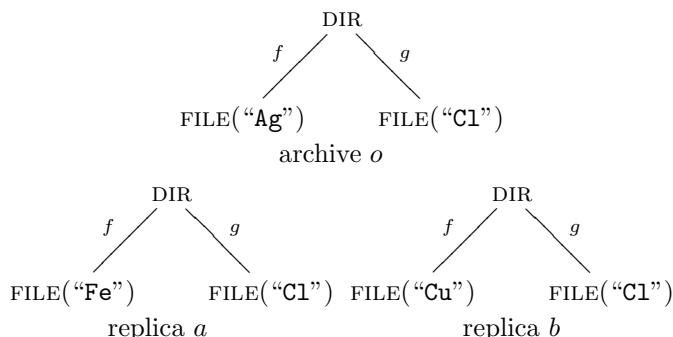 DIR
f g
FILE(“Ag”) FILE(“Cl”)
archive o
DIR DIR
f g f g
FILE(“Fe”) FILE(“Cl”) FILE(“Cu”) FILE(“Cl”)
replica a replica b